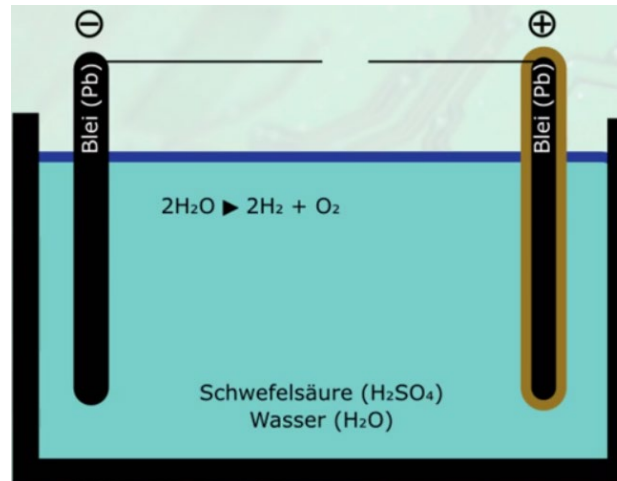 ⊖
⊕
Blei (Pb)
Blei (Pb)
2H₂O ► 2H₂ + O₂
Schwefelsäure (H₂SO₄)
Wasser (H₂O)